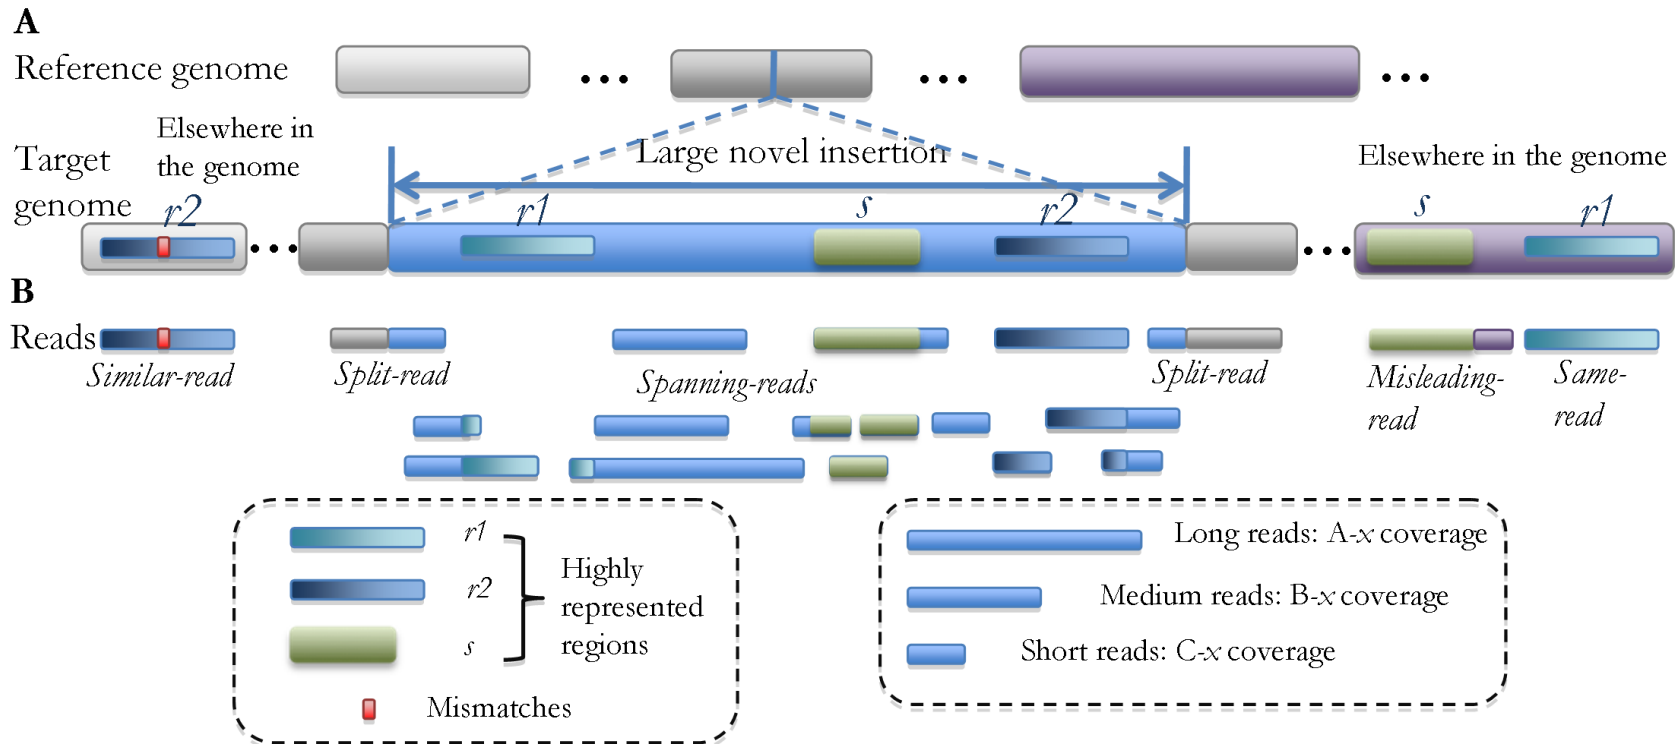 A
Reference genome
Elsewhere in
the genome
Target
genome
Large novel insertion
Elsewhere in the genome
r2
r1
s
r2
s
r1
B
Reads
Similar-read
Split-read
Spanning-reads
Split-read
Misleading-
read
Same-
read
r1
r2
s
Highly
represented
regions
Mismatches
Long reads: A-x coverage
Medium reads: B-x coverage
Short reads: C-x coverage